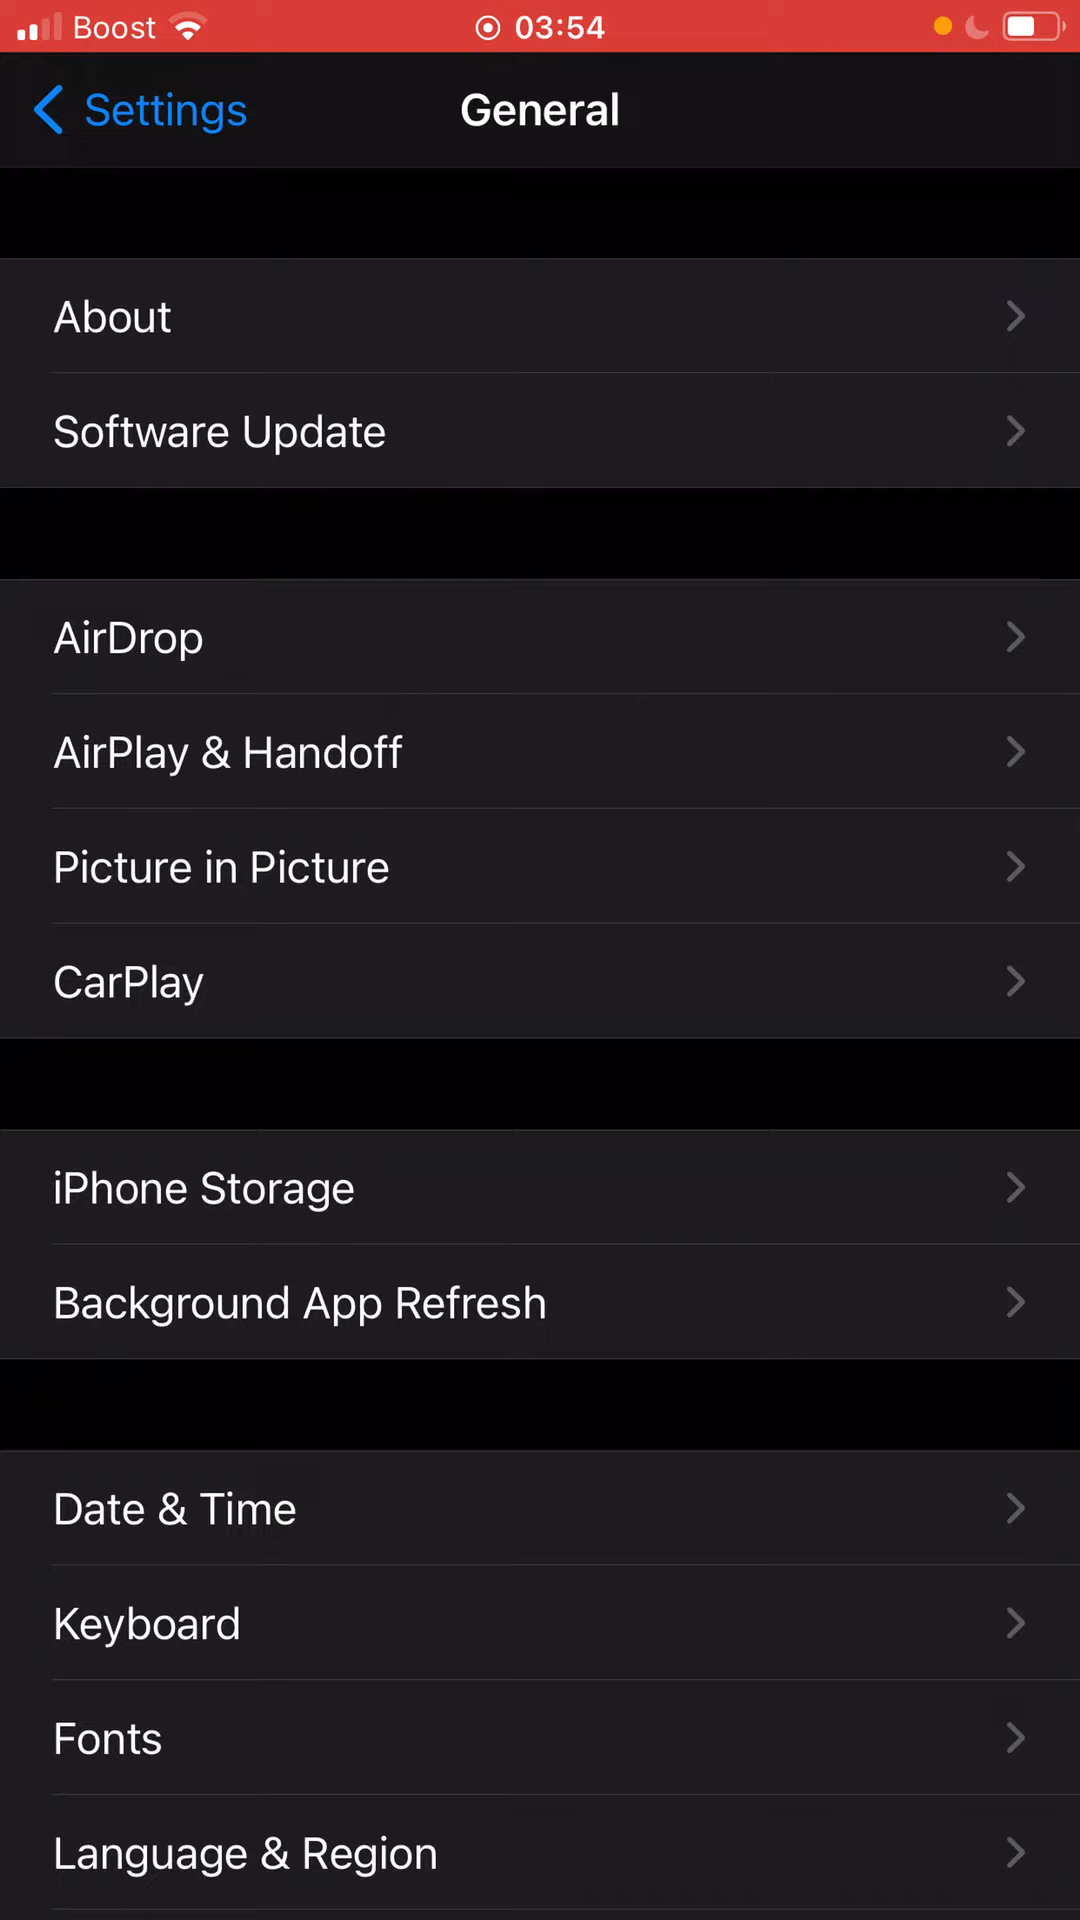 Boost 03:54
Settings General
About
Software Update
AirDrop
AirPlay & Handoff
Picture in Picture
CarPlay
iPhone Storage
Background App Refresh
Date & Time
Keyboard
Fonts
Language & Region